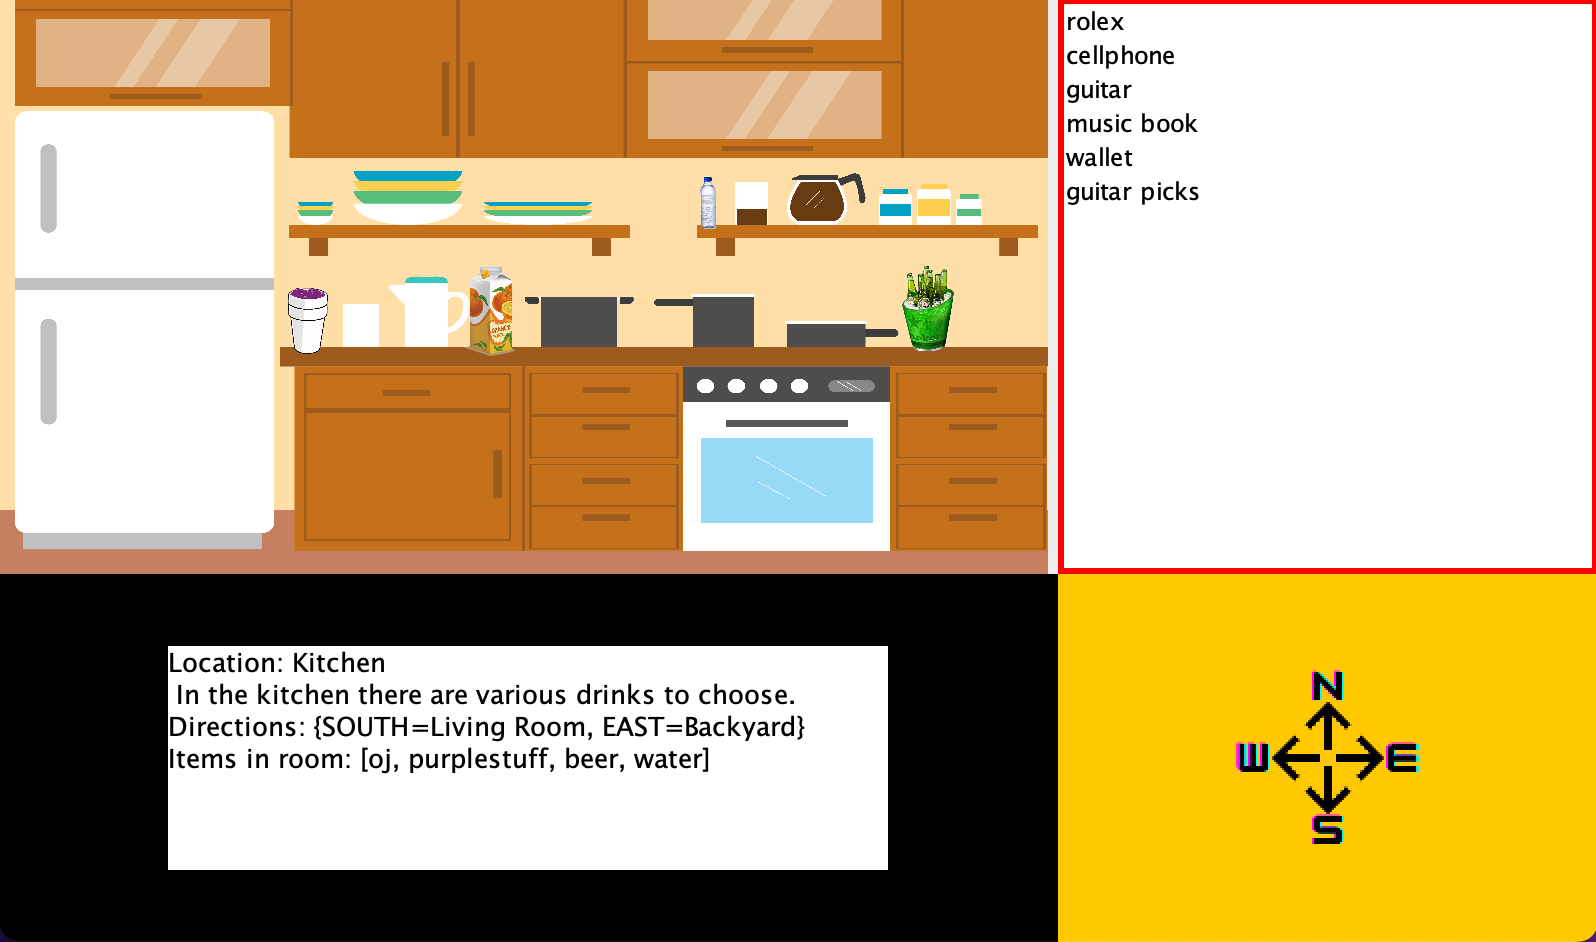 rolex
cellphone
guitar
music book
wallet
guitar picks
Location: Kitchen
In the kitchen there are various drinks to choose.
Directions: {SOUTH=Living Room, EAST=Backyard}
Items in room: [oj, purplestuff, beer, water]
N
W E
S